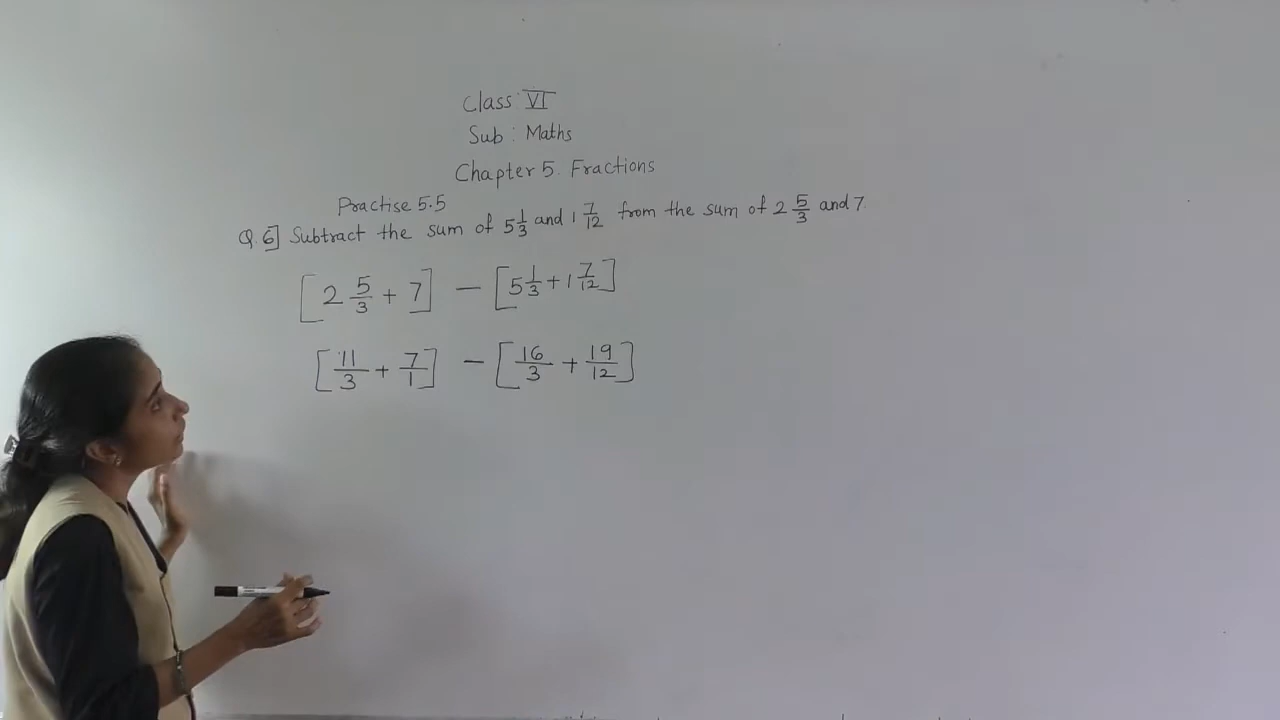 Class : VI
Sub : Maths
Chapter 5. Fractions
Practise 5.5
Q.6] Subtract the sum of 5 1/3 and 1 7/12 from the sum of 2 5/3 and 7.
[2 5/3 + 7] — [5 1/3 + 1 7/12]
[11/3 + 7/1] — [16/3 + 19/12]